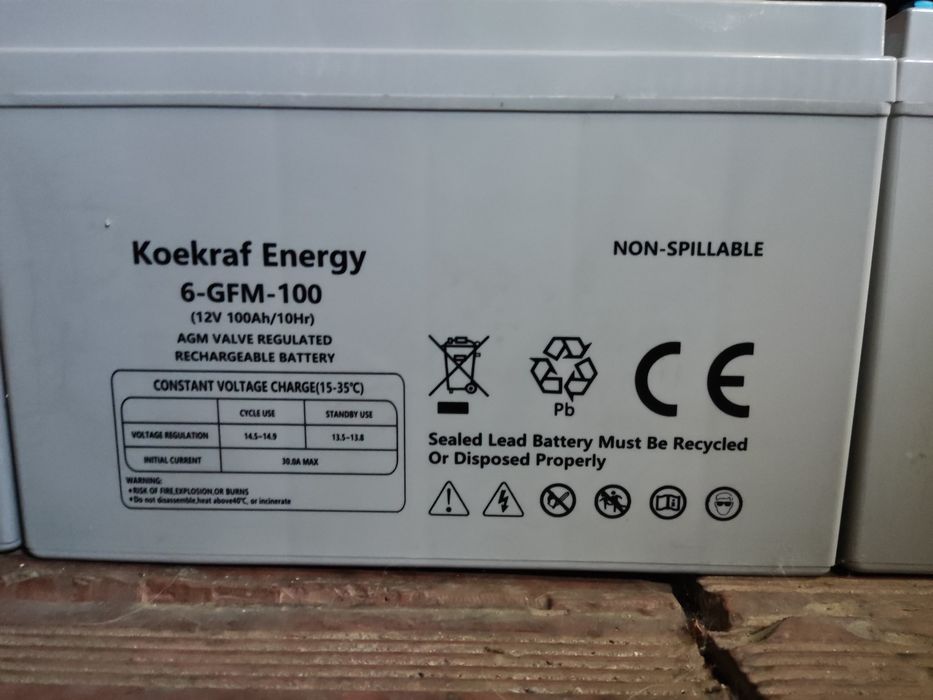 Koekraf Energy
6-GFM-100
(12V 100Ah/10Hr)
AGM VALVE REGULATED
RECHARGEABLE BATTERY
CONSTANT VOLTAGE CHARGE(15-35℃)
CYCLE USE STANDBY USE
VOLTAGE REGULATION 14.5-14.9 13.5-13.8
INITIAL CURRENT 30.0A MAX
WARNING:
•RISK OF FIRE,EXPLOSION,OR BURNS
•Do not disassemble,heat above40℃, or incinerate
NON-SPILLABLE
Pb
CE
Sealed Lead Battery Must Be Recycled
Or Disposed Properly